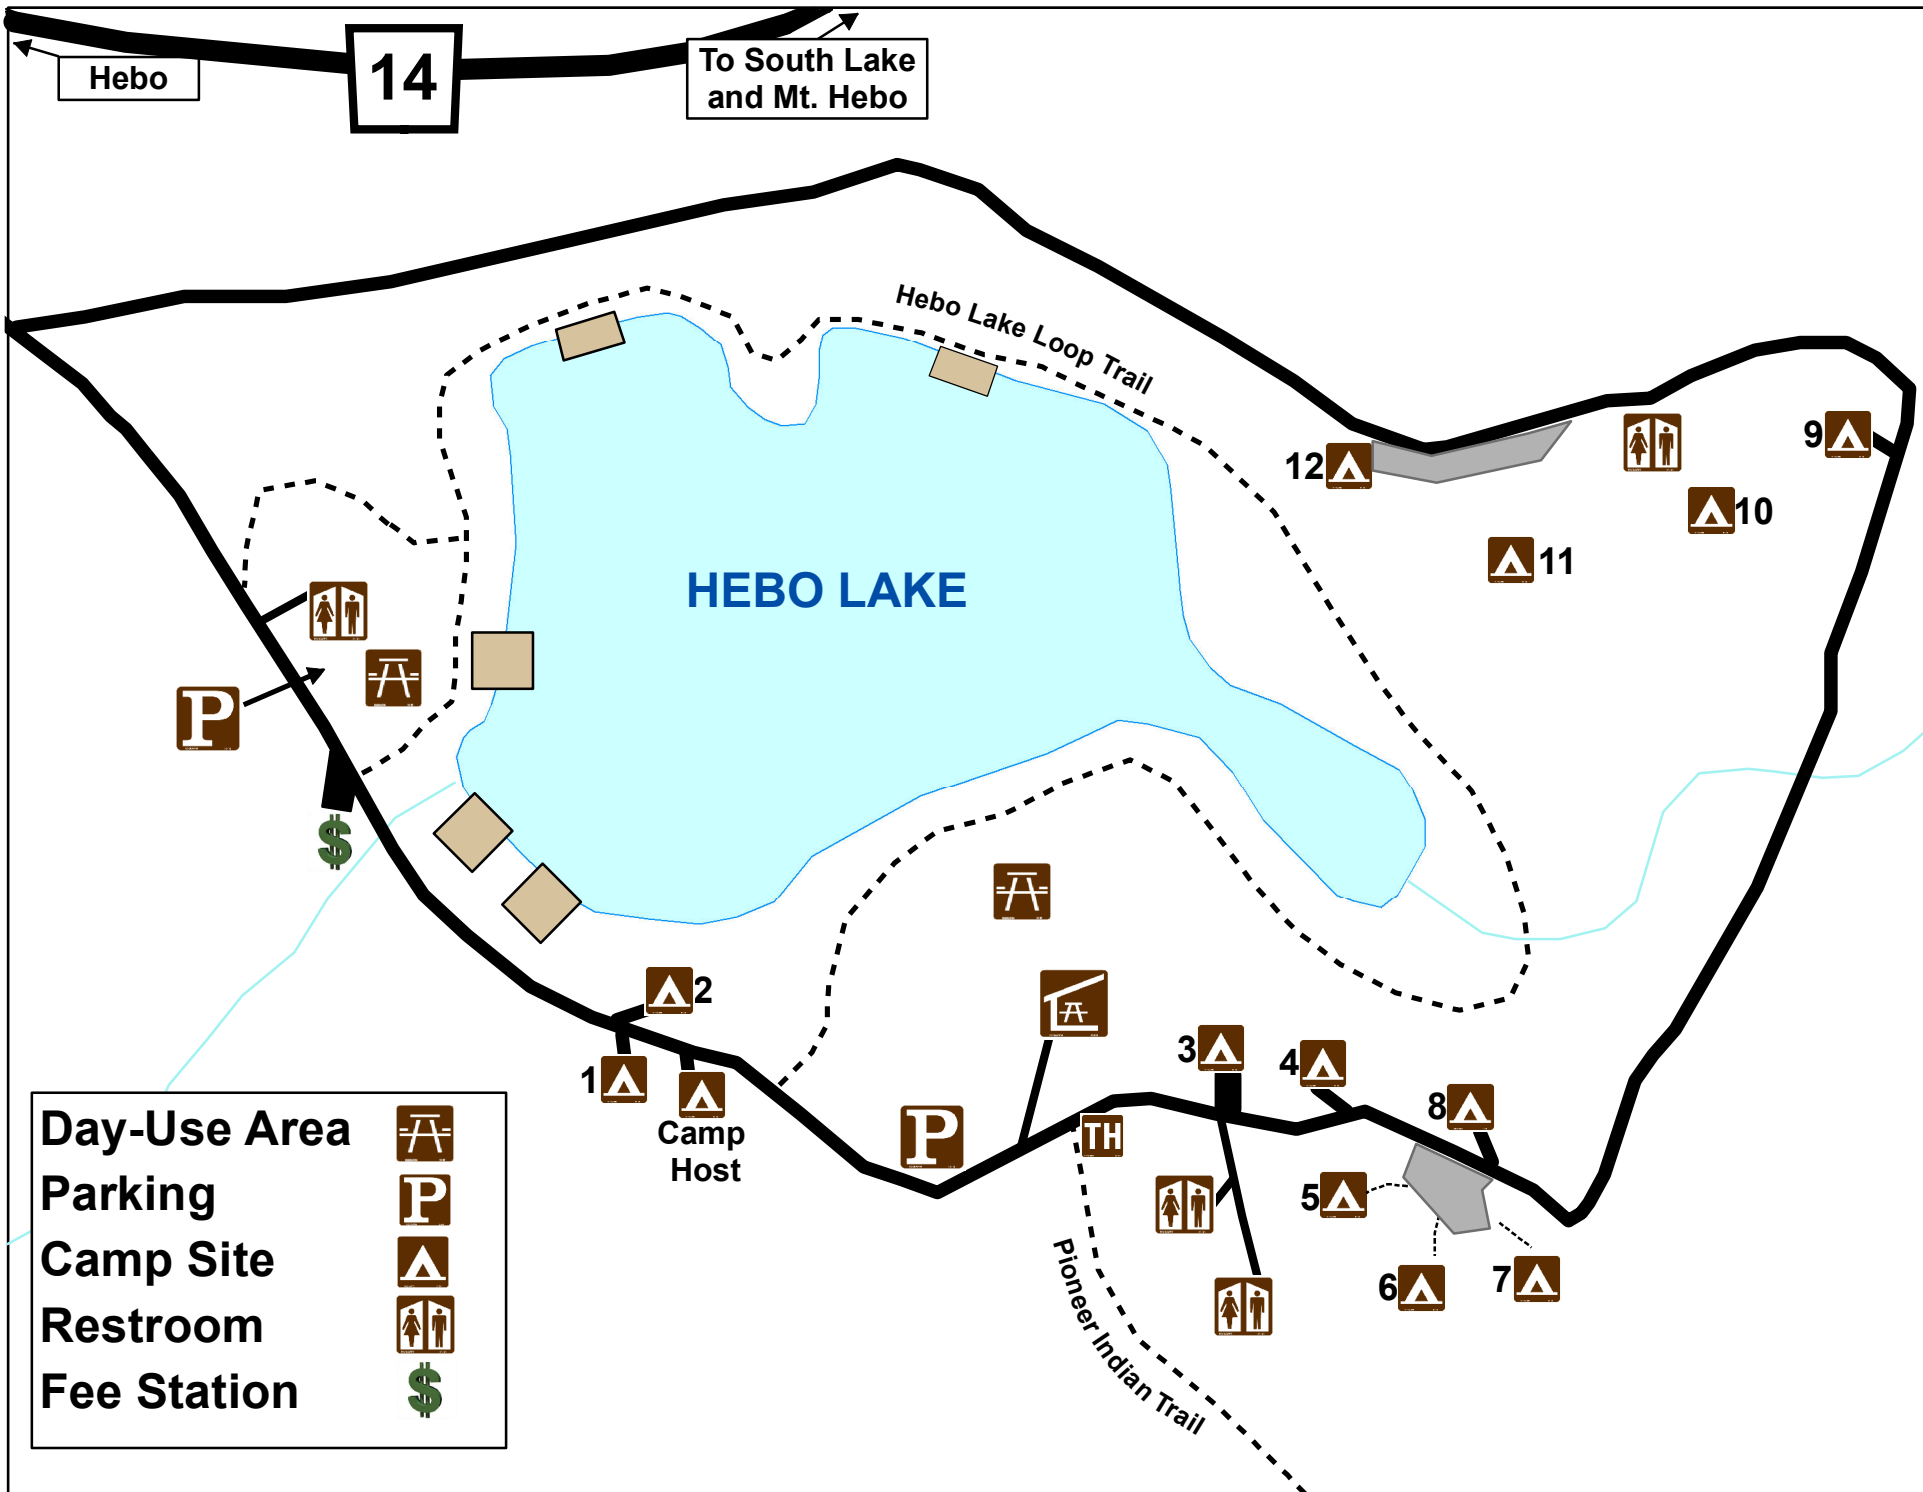 Hebo
14
To South Lake
and Mt. Hebo
Hebo Lake Loop Trail
HEBO LAKE
12
9
10
11
P
$
2
1
Camp
Host
P
3
4
8
TH
5
6
7
Pioneer Indian Trail
Day-Use Area
Parking
P
Camp Site
Restroom
Fee Station
$